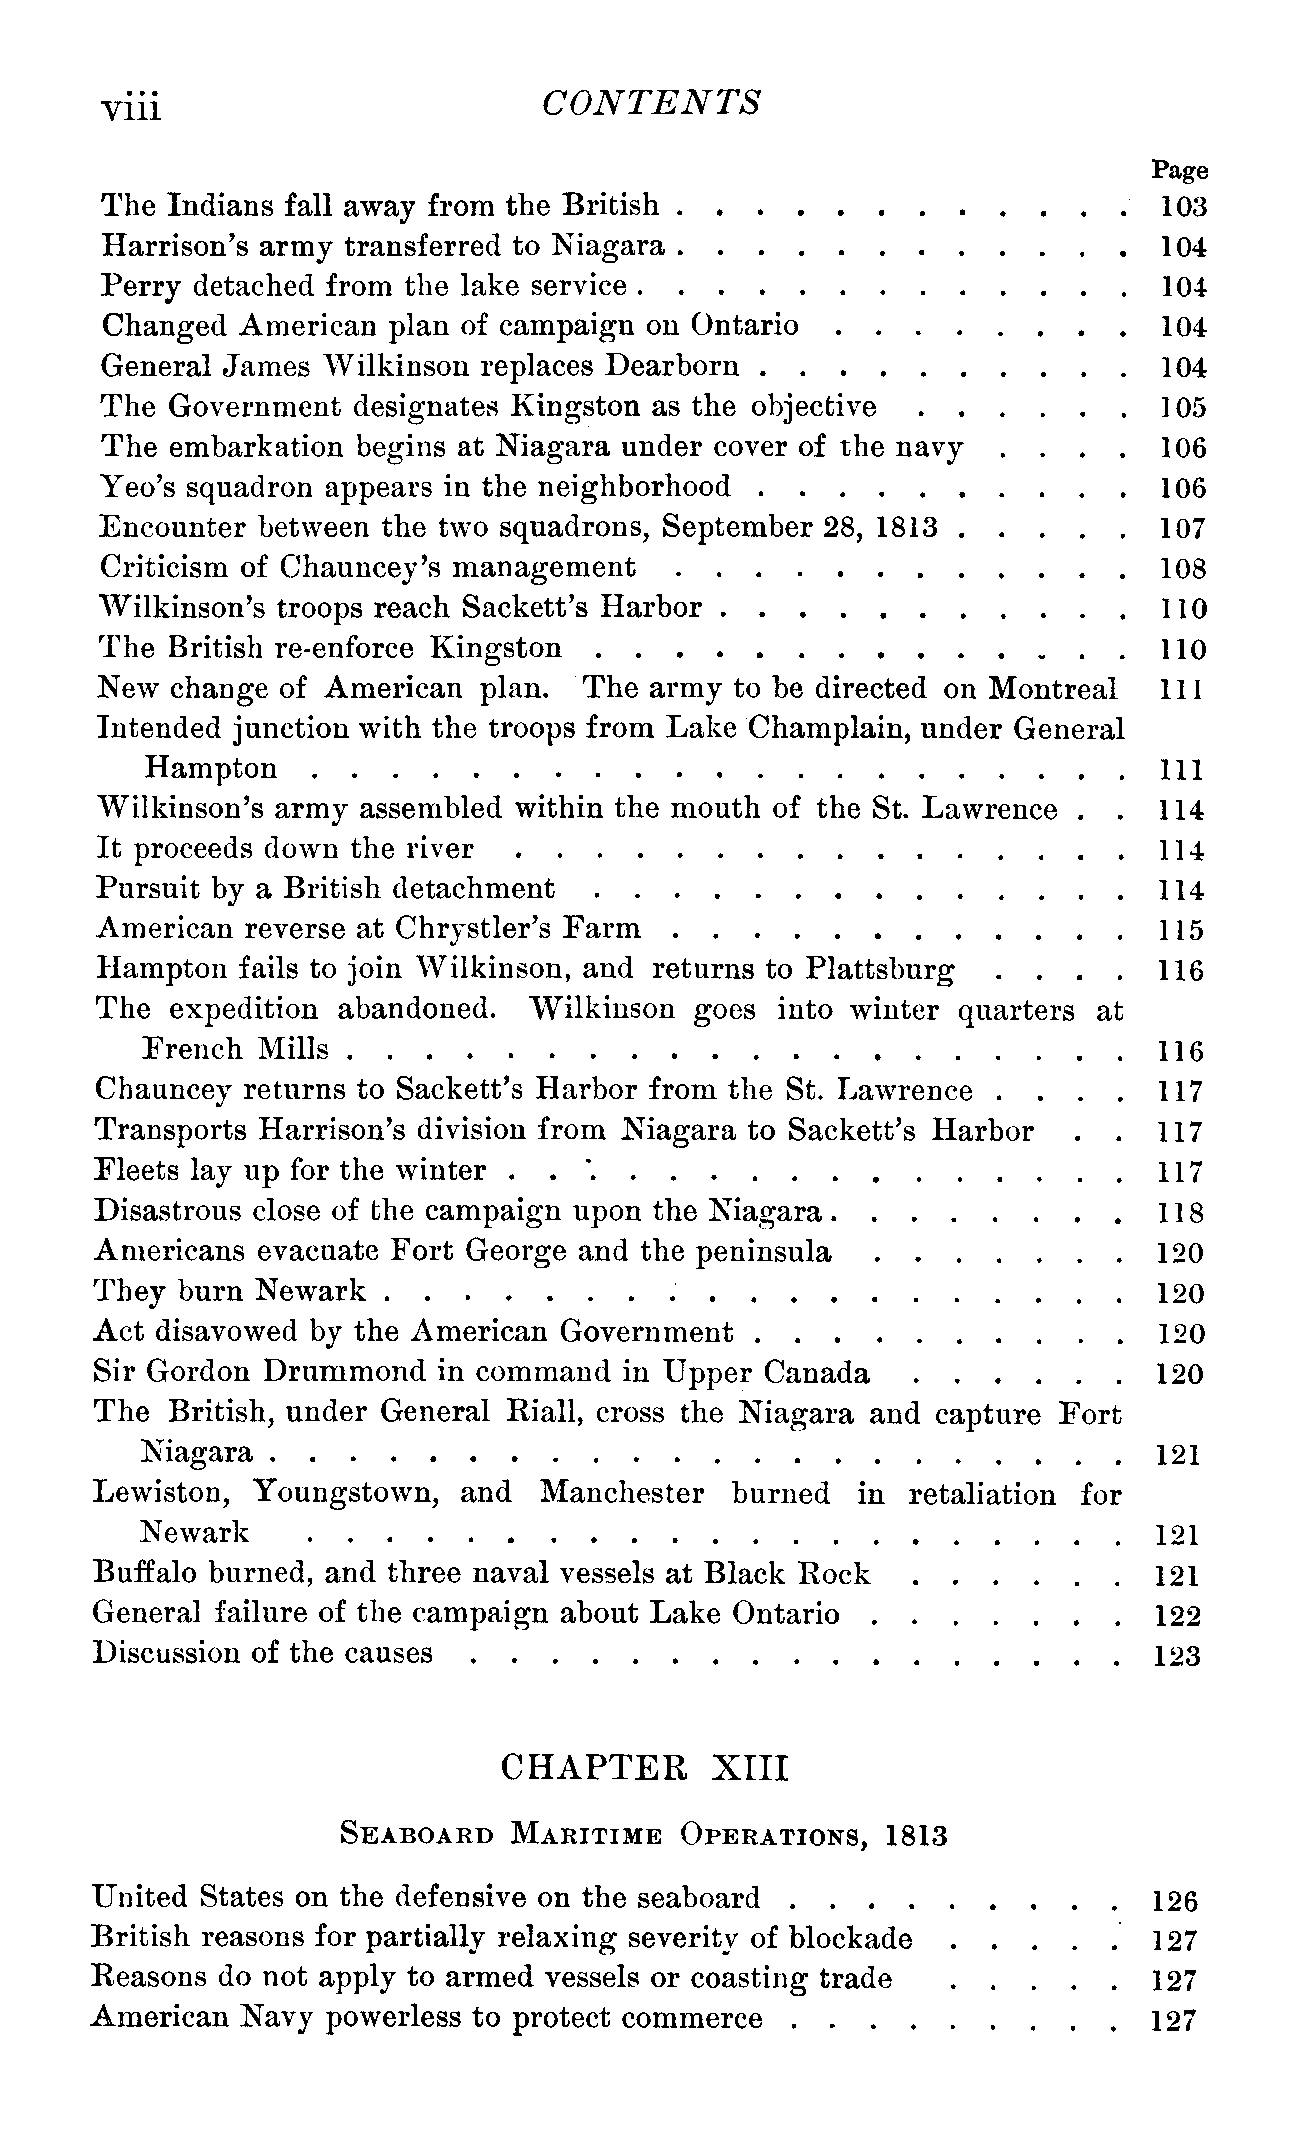 viii CONTENTS
Page
The Indians fall away from the British . . . . . . . . . . . . 103
Harrison's army transferred to Niagara . . . . . . . . . . . . 104
Perry detached from the lake service . . . . . . . . . . . . . 104
Changed American plan of campaign on Ontario . . . . . . . . 104
General James Wilkinson replaces Dearborn . . . . . . . . . . 104
The Government designates Kingston as the objective . . . . . . 105
The embarkation begins at Niagara under cover of the navy . . . . 106
Yeo's squadron appears in the neighborhood . . . . . . . . . . 106
Encounter between the two squadrons, September 28, 1813 . . . . . 107
Criticism of Chauncey's management . . . . . . . . . . . . 108
Wilkinson's troops reach Sackett's Harbor . . . . . . . . . . . 110
The British re-enforce Kingston . . . . . . . . . . . . . . 110
New change of American plan. The army to be directed on Montreal 111
Intended junction with the troops from Lake Champlain, under General
Hampton . . . . . . . . . . . . . . . . . . . . . 111
Wilkinson's army assembled within the mouth of the St. Lawrence . . 114
It proceeds down the river . . . . . . . . . . . . . . . . 114
Pursuit by a British detachment . . . . . . . . . . . . . . 114
American reverse at Chrystler's Farm . . . . . . . . . . . . 115
Hampton fails to join Wilkinson, and returns to Plattsburg . . . . 116
The expedition abandoned. Wilkinson goes into winter quarters at
French Mills . . . . . . . . . . . . . . . . . . . . 116
Chauncey returns to Sackett's Harbor from the St. Lawrence . . . . 117
Transports Harrison's division from Niagara to Sackett's Harbor . . 117
Fleets lay up for the winter . . . . . . . . . . . . . . . . 117
Disastrous close of the campaign upon the Niagara . . . . . . . . 118
Americans evacuate Fort George and the peninsula . . . . . . . 120
They burn Newark . . . . . . . . . . . . . . . . . . . 120
Act disavowed by the American Government . . . . . . . . . . 120
Sir Gordon Drummond in command in Upper Canada . . . . . . 120
The British, under General Riall, cross the Niagara and capture Fort
Niagara . . . . . . . . . . . . . . . . . . . . . . 121
Lewiston, Youngstown, and Manchester burned in retaliation for
Newark . . . . . . . . . . . . . . . . . . . . . 121
Buffalo burned, and three naval vessels at Black Rock . . . . . . 121
General failure of the campaign about Lake Ontario . . . . . . . 122
Discussion of the causes . . . . . . . . . . . . . . . . . 123
CHAPTER XIII
SEABOARD MARITIME OPERATIONS, 1813
United States on the defensive on the seaboard . . . . . . . . . 126
British reasons for partially relaxing severity of blockade . . . . . 127
Reasons do not apply to armed vessels or coasting trade . . . . . 127
American Navy powerless to protect commerce . . . . . . . . . 127